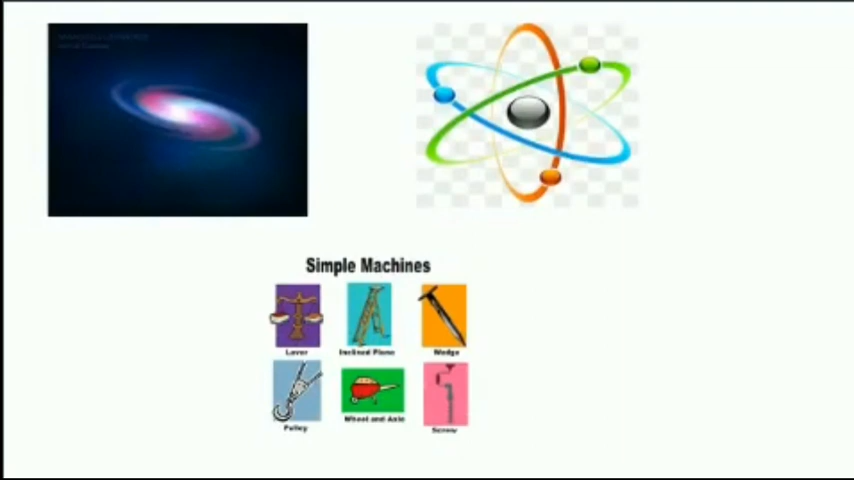 Simple Machines
Lever
Inclined Plane
Wedge
Pulley
Wheel and Axle
Screw